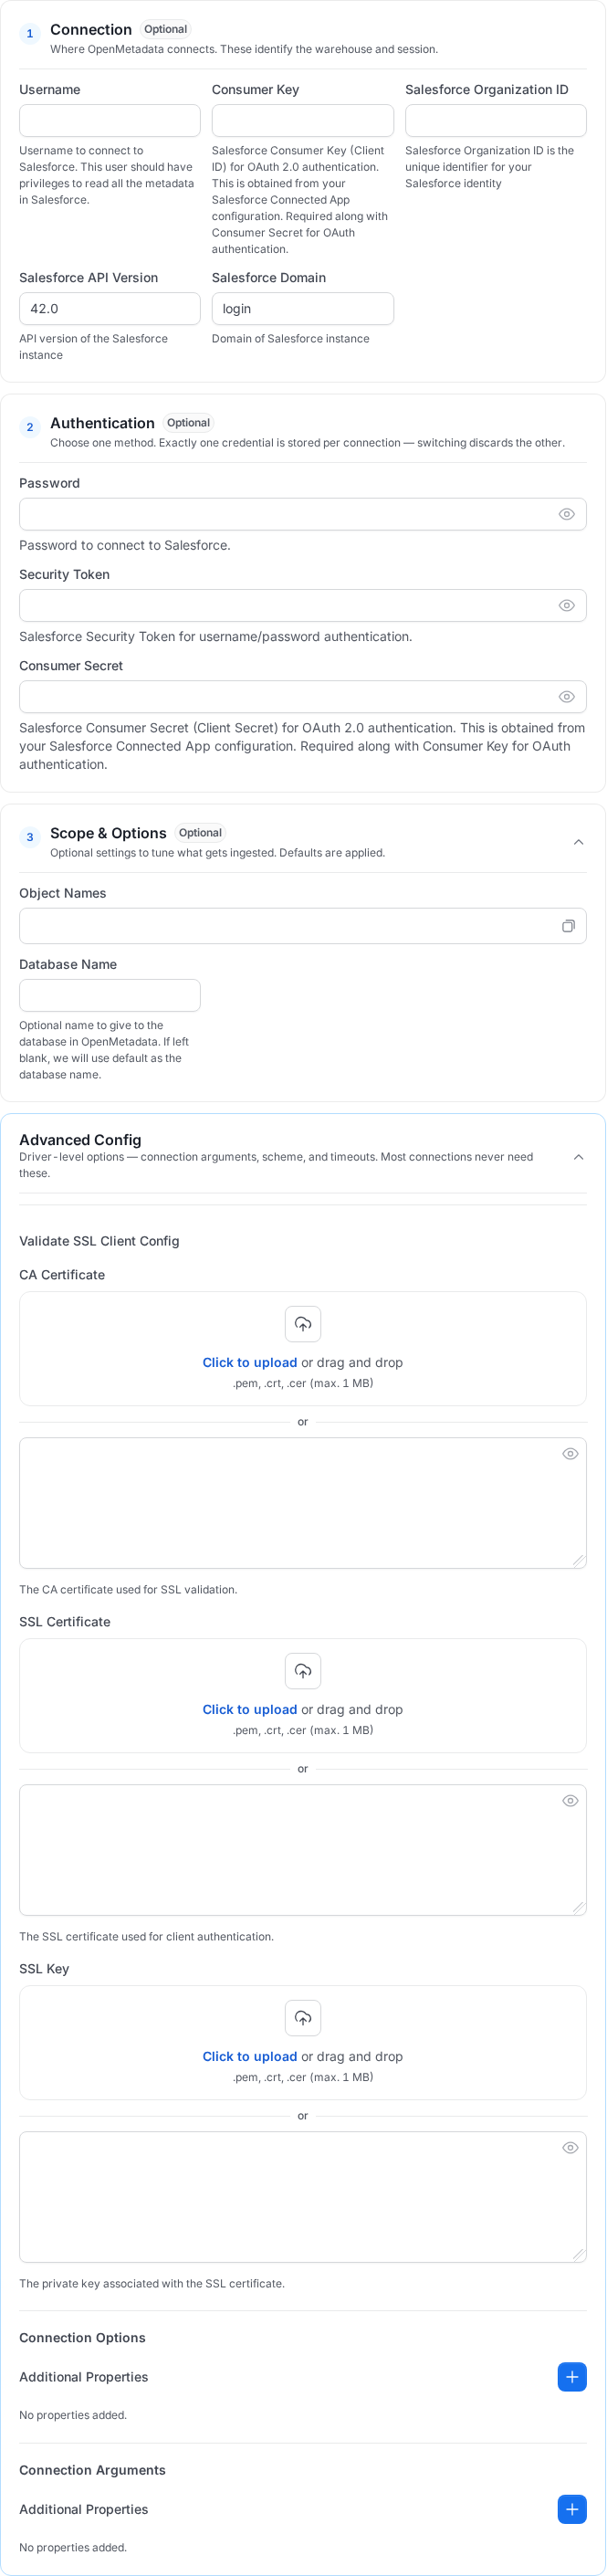 1
Connection Optional
Where OpenMetadata connects. These identify the warehouse and session.
Username
Consumer Key
Salesforce Organization ID
Username to connect to
Salesforce. This user should have
privileges to read all the metadata
in Salesforce.
Salesforce Consumer Key (Client
ID) for OAuth 2.0 authentication.
This is obtained from your
Salesforce Connected App
configuration. Required along with
Consumer Secret for OAuth
authentication.
Salesforce Organization ID is the
unique identifier for your
Salesforce identity
Salesforce API Version
Salesforce Domain
42.0
login
API version of the Salesforce
instance
Domain of Salesforce instance
2
Authentication Optional
Choose one method. Exactly one credential is stored per connection — switching discards the other.
Password
Password to connect to Salesforce.
Security Token
Salesforce Security Token for username/password authentication.
Consumer Secret
Salesforce Consumer Secret (Client Secret) for OAuth 2.0 authentication. This is obtained from
your Salesforce Connected App configuration. Required along with Consumer Key for OAuth
authentication.
3
Scope & Options Optional
Optional settings to tune what gets ingested. Defaults are applied.
Object Names
Database Name
Optional name to give to the
database in OpenMetadata. If left
blank, we will use default as the
database name.
Advanced Config
Driver-level options — connection arguments, scheme, and timeouts. Most connections never need
these.
Validate SSL Client Config
CA Certificate
Click to upload or drag and drop
.pem, .crt, .cer (max. 1 MB)
or
The CA certificate used for SSL validation.
SSL Certificate
Click to upload or drag and drop
.pem, .crt, .cer (max. 1 MB)
or
The SSL certificate used for client authentication.
SSL Key
Click to upload or drag and drop
.pem, .crt, .cer (max. 1 MB)
or
The private key associated with the SSL certificate.
Connection Options
Additional Properties
No properties added.
Connection Arguments
Additional Properties
No properties added.